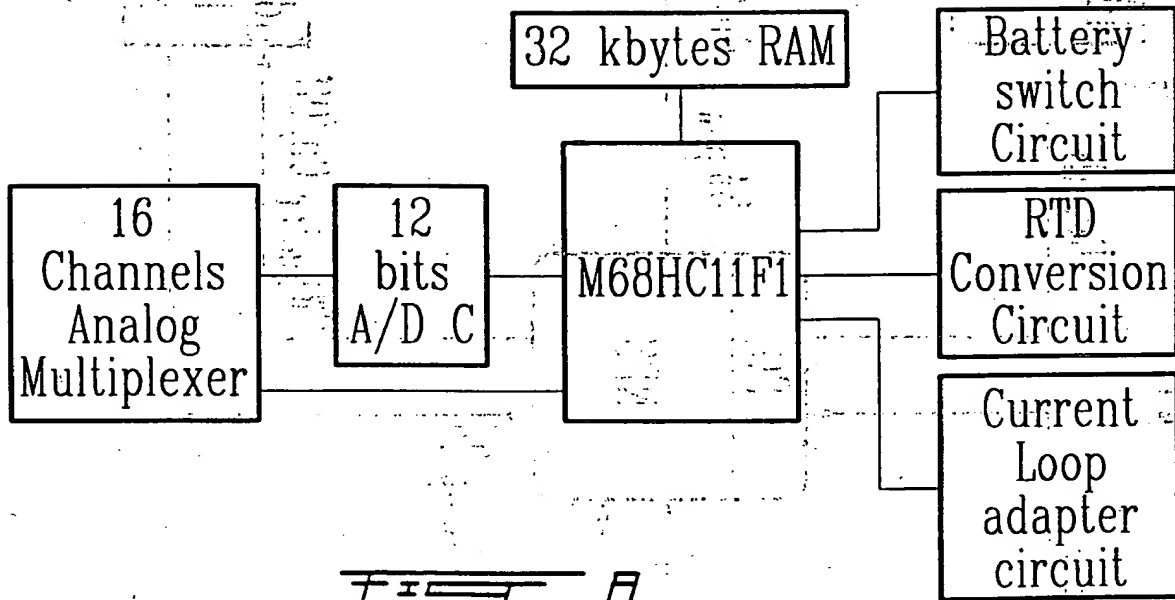 32 kbytes RAM
Battery
switch
Circuit
16
Channels
Analog
Multiplexer
12
bits
A/D C
M68HC11F1
RTD
Conversion
Circuit
Current
Loop
adapter
circuit